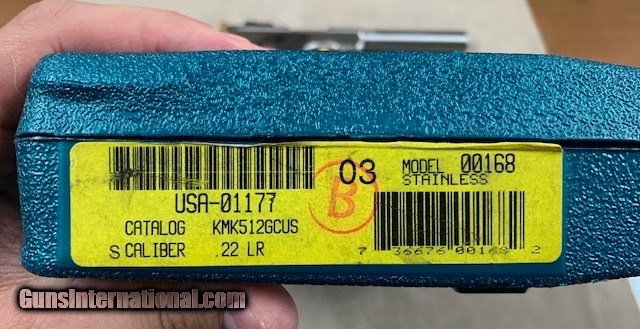 03 MODEL 00168
STAINLESS
USA-01177
B
CATALOG KMK512GCUS
S CALIBER .22 LR
7 36676 00168 2
GunsInternational.com